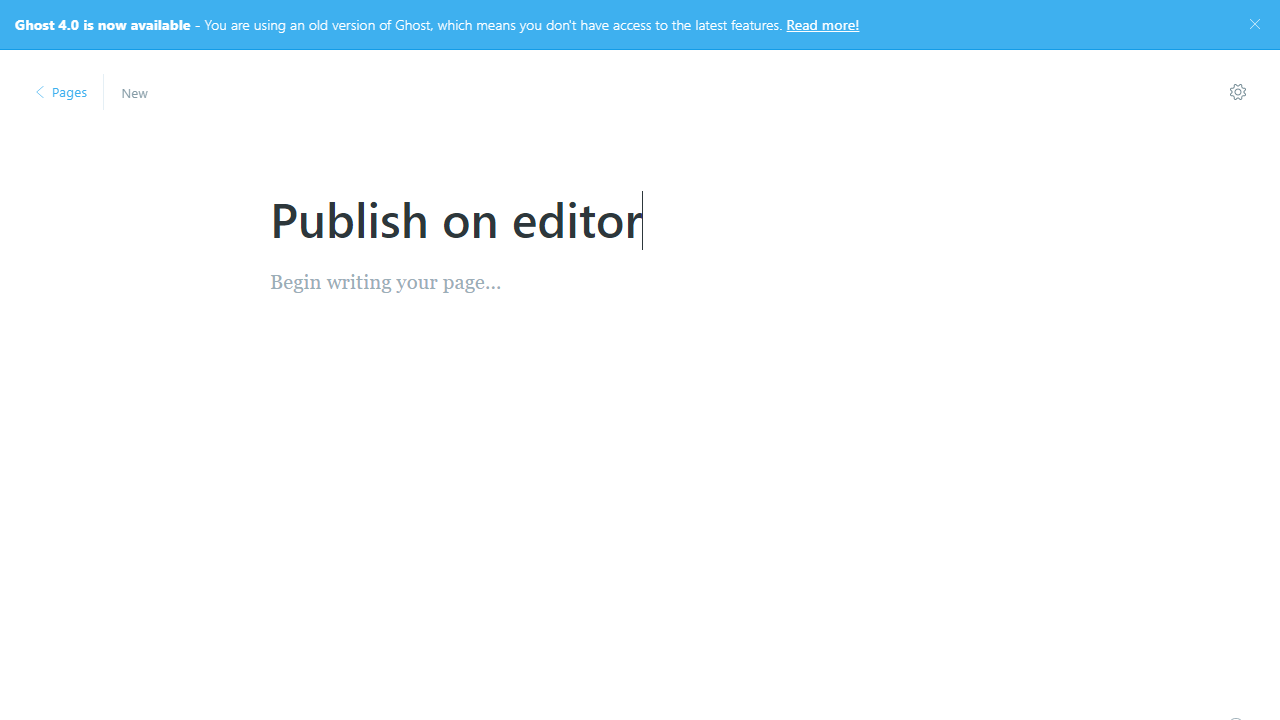 Ghost 4.0 is now available - You are using an old version of Ghost, which means you don't have access to the latest features. Read more!
Pages
New
Publish on editor
Begin writing your page...